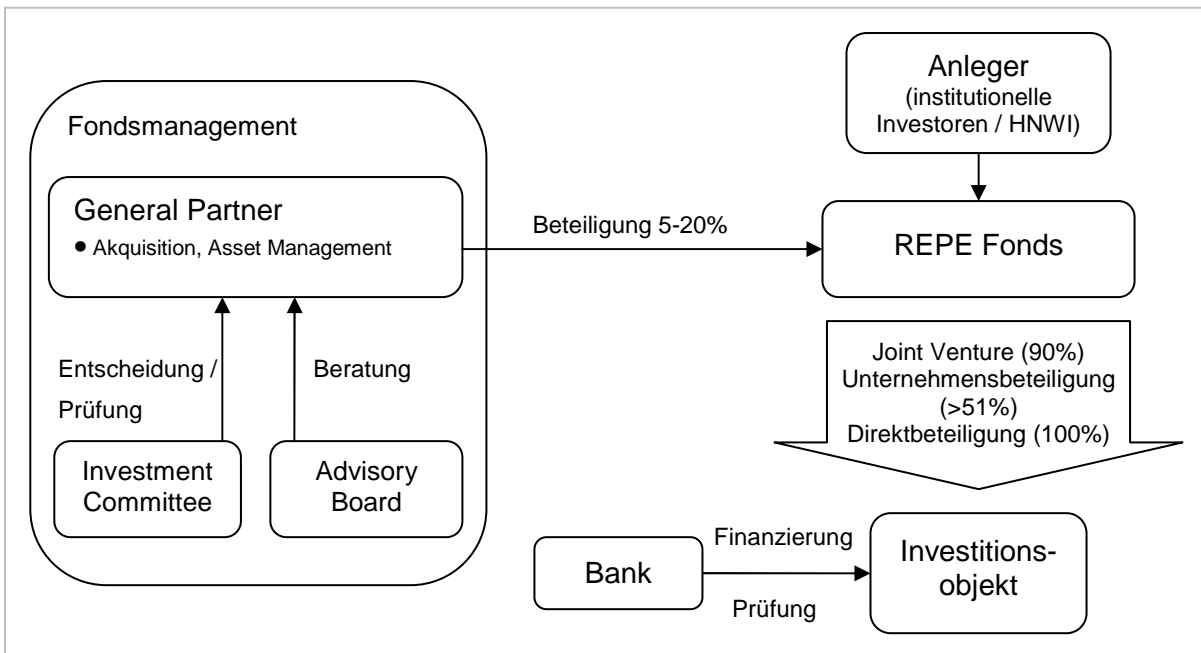 Fondsmanagement
General Partner
• Akquisition, Asset Management
Entscheidung /
Prüfung
Beratung
Investment
Committee
Advisory
Board
Beteiligung 5-20%
Anleger
(institutionelle
Investoren / HNWI)
REPE Fonds
Joint Venture (90%)
Unternehmensbeteiligung
(>51%)
Direktbeteiligung (100%)
Bank
Finanzierung
Prüfung
Investitions-
objekt